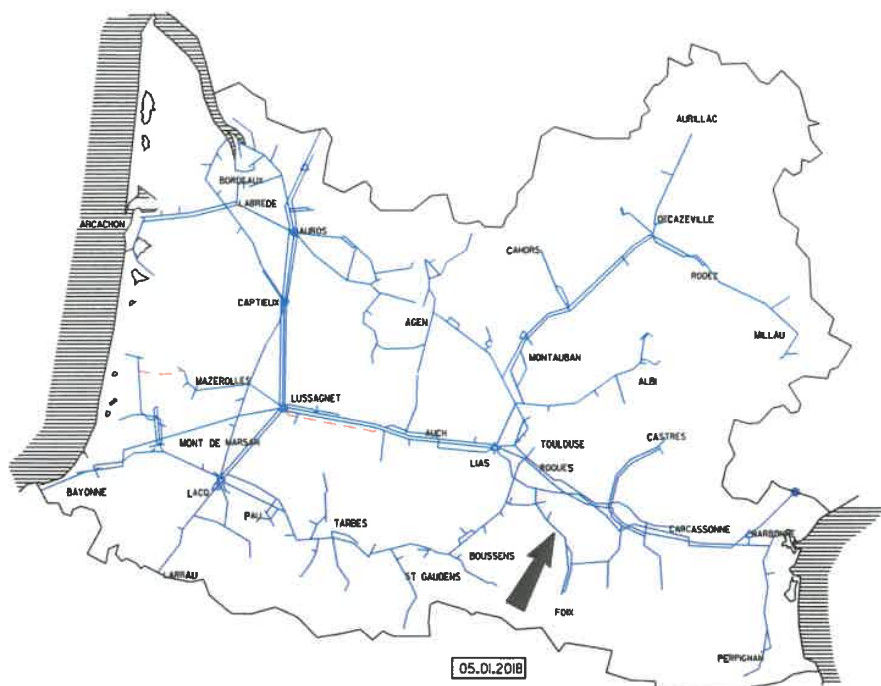 AURILLAC
BORDEAUX
LABREDE
DECAZEVILLE
ARCACHON
AUROS
CAHORS
RODEZ
CAPTIEUX
AGEN
MILLAU
MONTAUBAN
MAZEROLLES
ALBI
LUSSAGNET
AUCH
MONT DE MARSAN
TOULOUSE
CASTRES
LIAS
ROQUES
BAYONNE
LACQ
PAU
TARBES
CARCASSONNE
NARBONNE
BOUSSENS
LARRAU
ST GAUDENS
FOIX
PERPIGNAN
05.01.2018